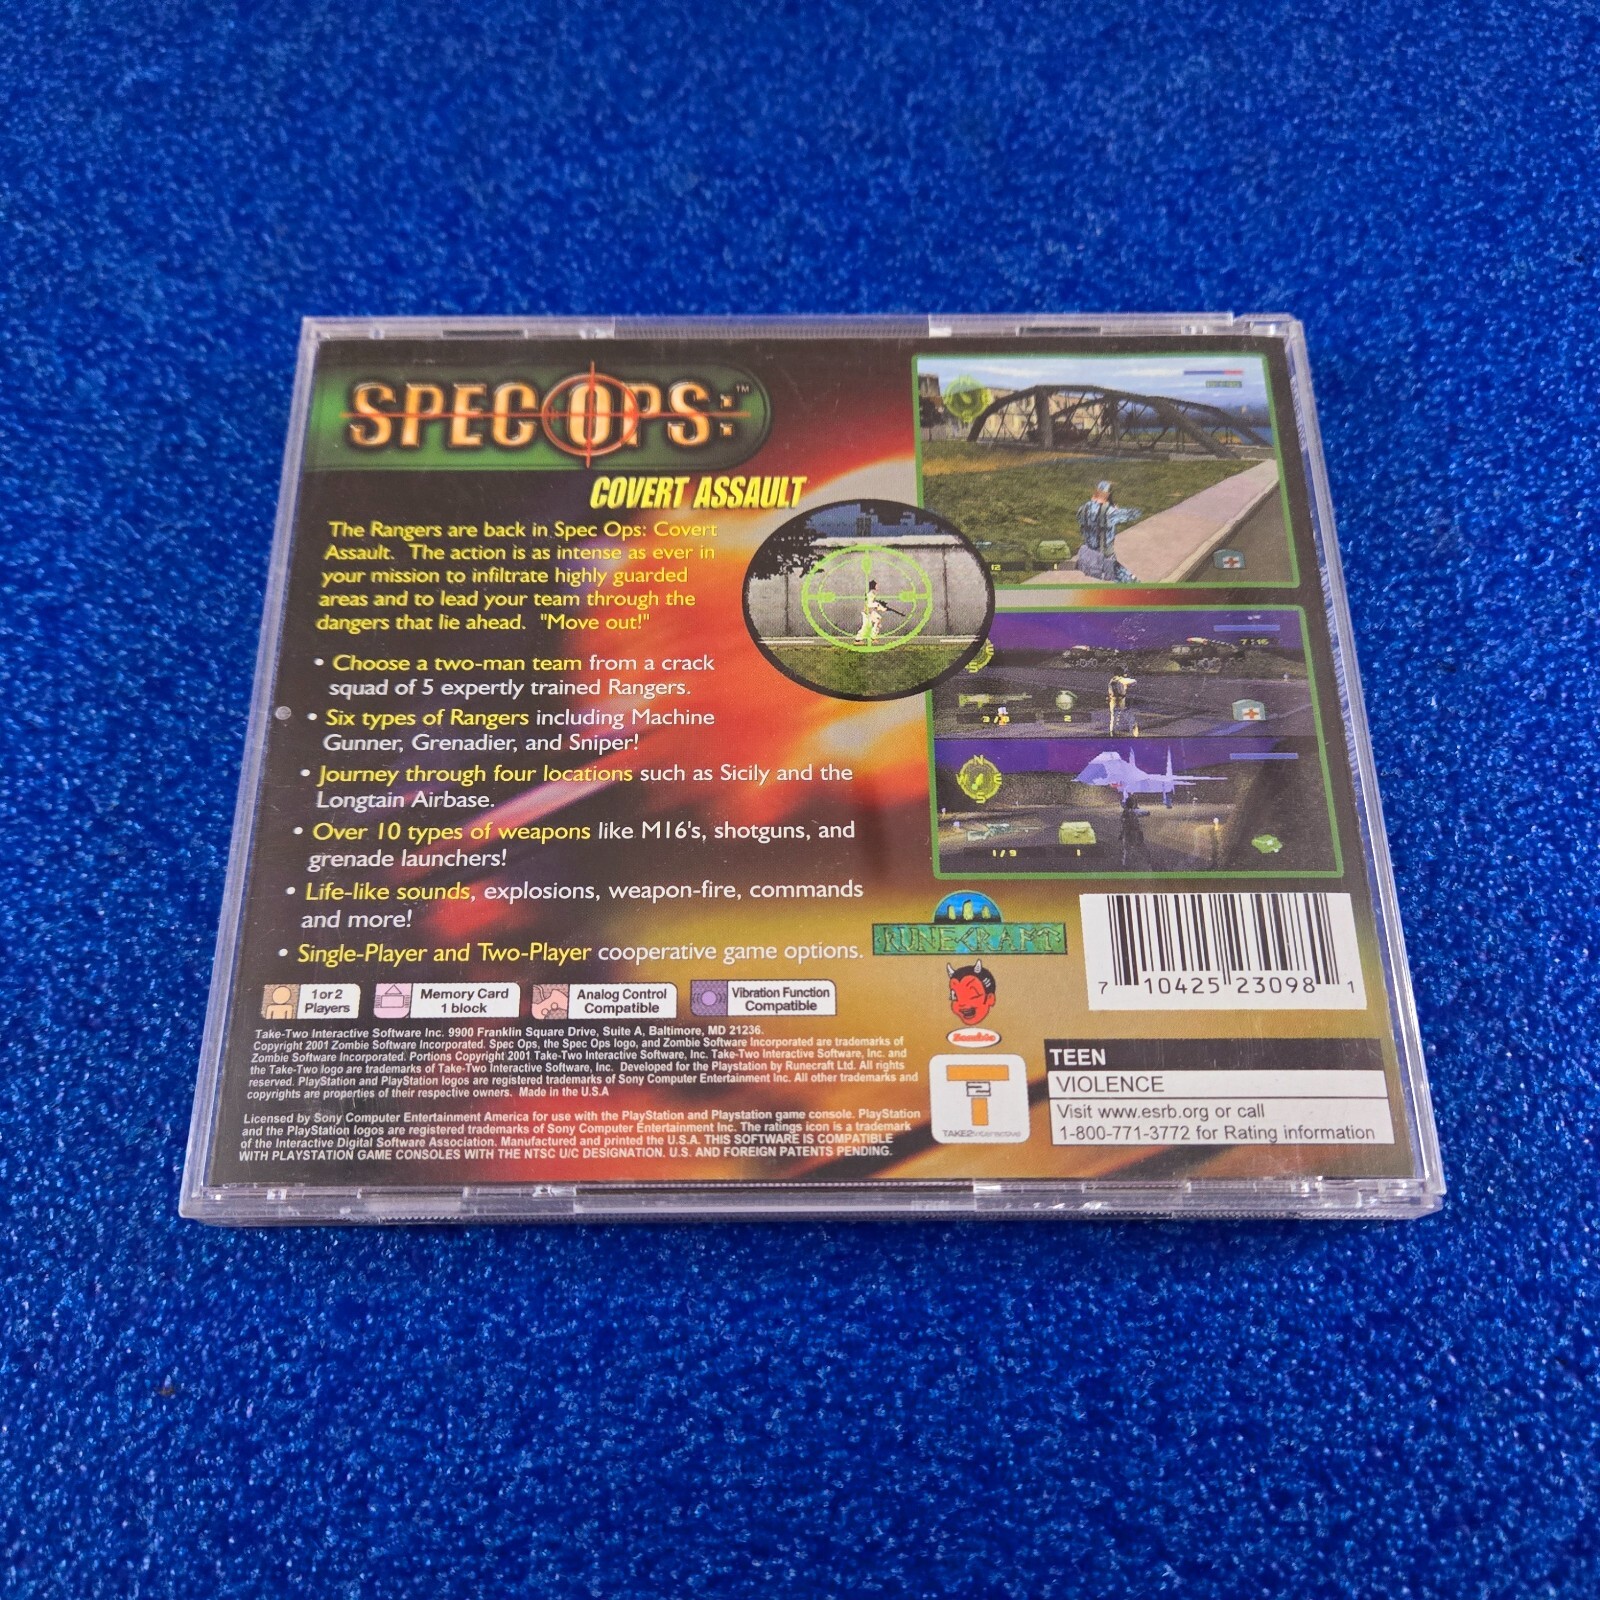 SPEC OPS:™
COVERT ASSAULT
The Rangers are back in Spec Ops: Covert
Assault. The action is as intense as ever in
your mission to infiltrate highly guarded
areas and to lead your team through the
dangers that lie ahead. "Move out!"
• Choose a two-man team from a crack
squad of 5 expertly trained Rangers.
• Six types of Rangers including Machine
Gunner, Grenadier, and Sniper!
• Journey through four locations such as Sicily and the
Longtain Airbase.
• Over 10 types of weapons like M16's, shotguns, and
grenade launchers!
• Life-like sounds, explosions, weapon-fire, commands
and more!
• Single-Player and Two-Player cooperative game options.
1 or 2
Players
Memory Card
1 block
Analog Control
Compatible
Vibration Function
Compatible
Take-Two Interactive Software Inc. 9900 Franklin Square Drive, Suite A, Baltimore, MD 21236.
Copyright 2001 Zombie Software Incorporated. Spec Ops, the Spec Ops logo, and Zombie Software Incorporated are trademarks of
Zombie Software Incorporated. Portions Copyright 2001 Take-Two Interactive Software, Inc. Take-Two Interactive Software, Inc. and
the Take-Two logo are trademarks of Take-Two Interactive Software, Inc. Developed for the Playstation by Runecraft Ltd. All rights
reserved. PlayStation and PlayStation logos are registered trademarks of Sony Computer Entertainment Inc. All other trademarks and
copyrights are properties of their respective owners. Made in the U.S.A
Licensed by Sony Computer Entertainment America for use with the PlayStation and Playstation game console. PlayStation
and the PlayStation logos are registered trademarks of Sony Computer Entertainment Inc. The ratings icon is a trademark
of the Interactive Digital Software Association. Manufactured and printed the U.S.A. THIS SOFTWARE IS COMPATIBLE
WITH PLAYSTATION GAME CONSOLES WITH THE NTSC U/C DESIGNATION. U.S. AND FOREIGN PATENTS PENDING.
12
7:16
S
3/8
2
N
W E
S
1/9
1
RUNECRAFT
Zombie
T
2
TAKE2 INTERACTIVE
7 10425 23098 1
TEEN
VIOLENCE
Visit www.esrb.org or call
1-800-771-3772 for Rating information